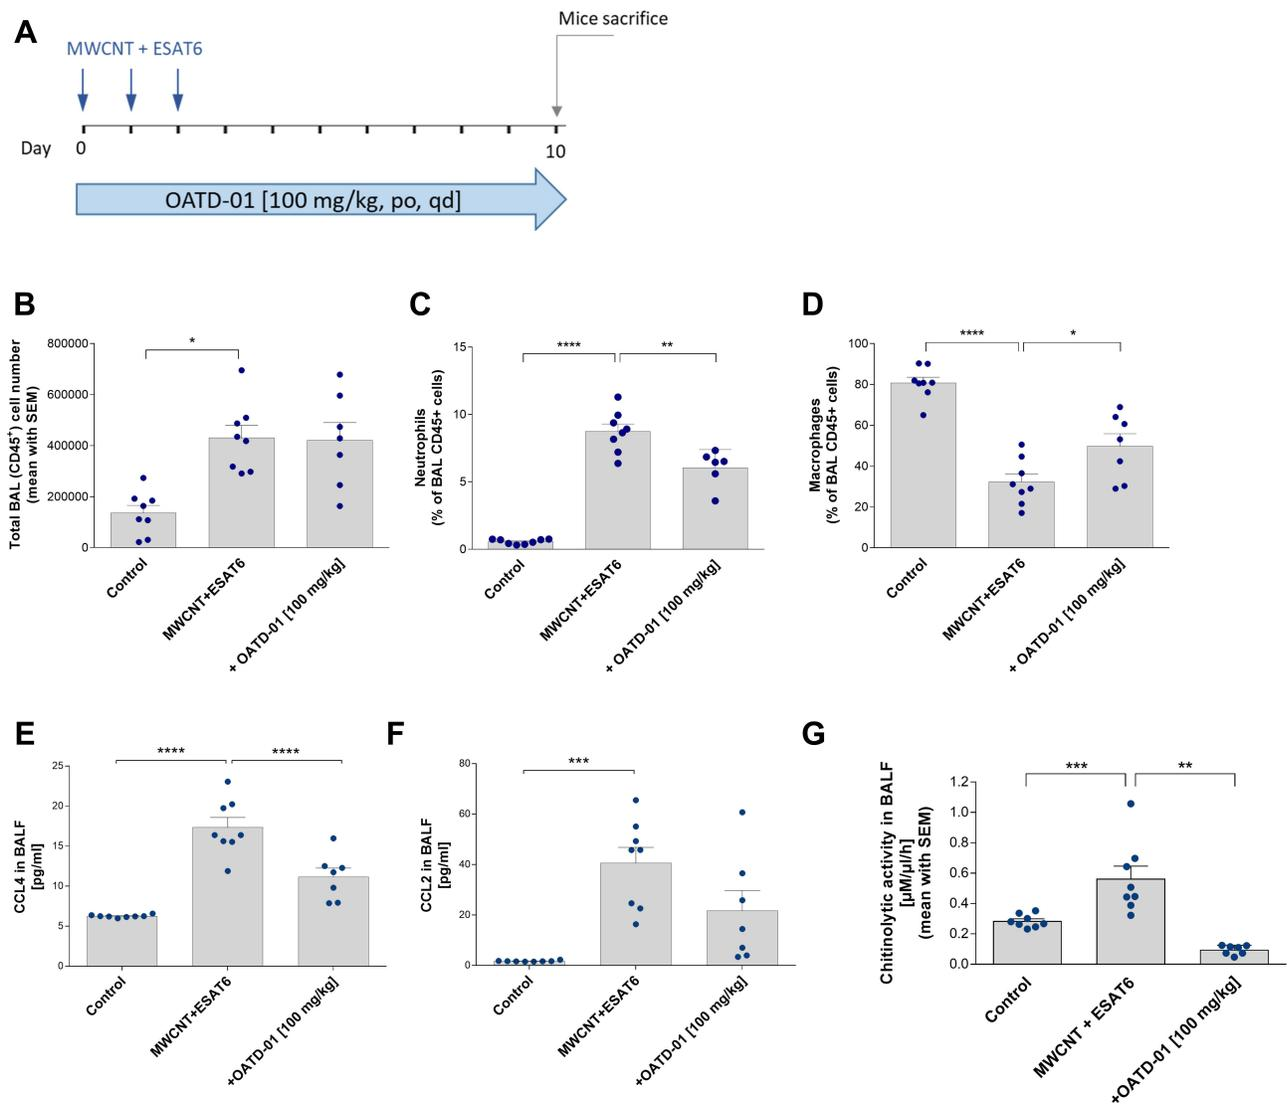 A
Mice sacrifice
MWCNT + ESAT6
Day
0
10
OATD-01 [100 mg/kg, po, qd]
B
Total BAL (CD45⁺) cell number
(mean with SEM)
800000
600000
400000
200000
0
*
Control
MWCNT+ESAT6
+ OATD-01 [100 mg/kg]
C
Neutrophils
(% of BAL CD45+ cells)
15
10
5
0
****
**
Control
MWCNT+ESAT6
+ OATD-01 [100 mg/kg]
D
Macrophages
(% of BAL CD45+ cells)
100
80
60
40
20
0
****
*
Control
MWCNT+ESAT6
+ OATD-01 [100 mg/kg]
E
CCL4 in BALF
[pg/ml]
25
20
15
10
5
0
****
****
Control
MWCNT+ESAT6
+OATD-01 [100 mg/kg]
F
CCL2 in BALF
[pg/ml]
80
60
40
20
0
***
Control
MWCNT+ESAT6
+OATD-01 [100 mg/kg]
G
Chitinolytic activity in BALF
[µM/µl/h]
(mean with SEM)
1.2
1.0
0.8
0.6
0.4
0.2
0.0
***
**
Control
MWCNT + ESAT6
+OATD-01 [100 mg/kg]